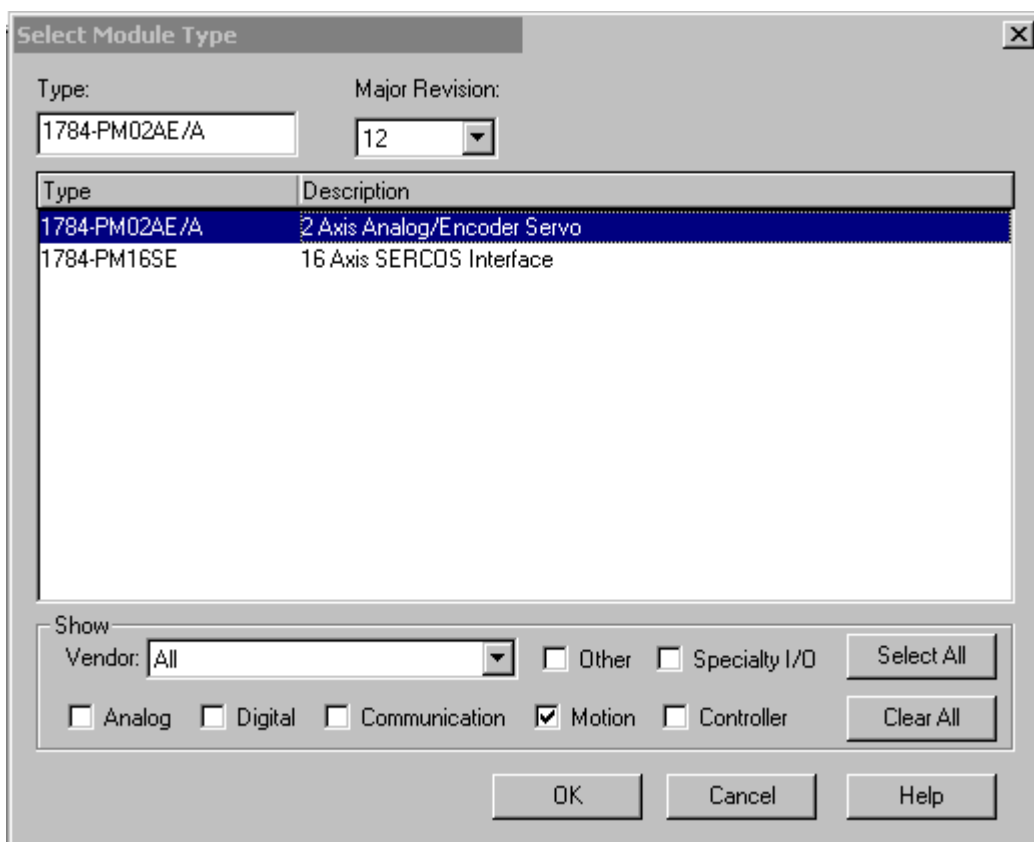 Select Module Type
Type: Major Revision:
1784-PM02AE/A 12
Type Description
1784-PM02AE/A 2 Axis Analog/Encoder Servo
1784-PM16SE 16 Axis SERCOS Interface
Show
Vendor: All Other Specialty I/O Select All
Analog Digital Communication Motion Controller Clear All
OK Cancel Help